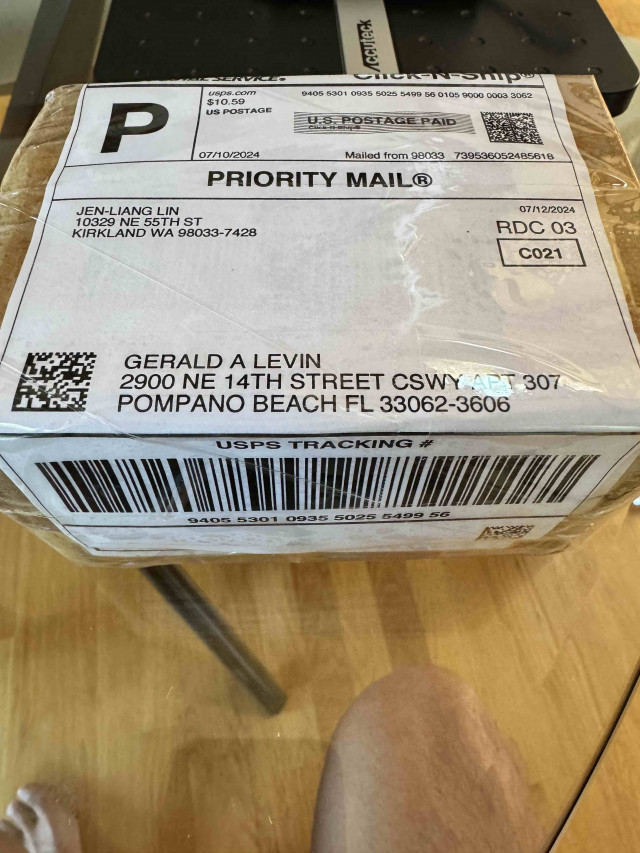 Accuteck
Click-N-Ship®
P
usps.com
$10.59
US POSTAGE
9405 5301 0935 5025 5499 56 0105 9000 0003 3062
U.S. POSTAGE PAID
Click-N-Ship®
07/10/2024
Mailed from 98033 739536052485618
PRIORITY MAIL®
JEN-LIANG LIN
10329 NE 55TH ST
KIRKLAND WA 98033-7428
07/12/2024
RDC 03
C021
GERALD A LEVIN
2900 NE 14TH STREET CSWY APT 307
POMPANO BEACH FL 33062-3606
USPS TRACKING #
9405 5301 0935 5025 5499 56